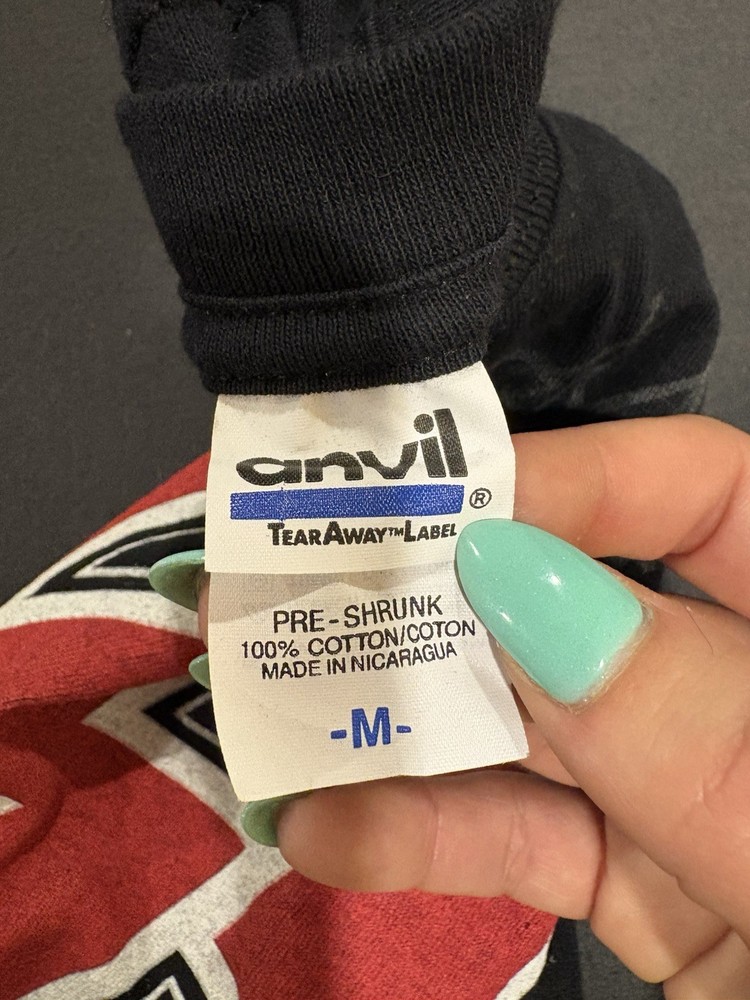 anvil®
TEARAWAY™LABEL
PRE-SHRUNK
100% COTTON/COTON
MADE IN NICARAGUA
-M-